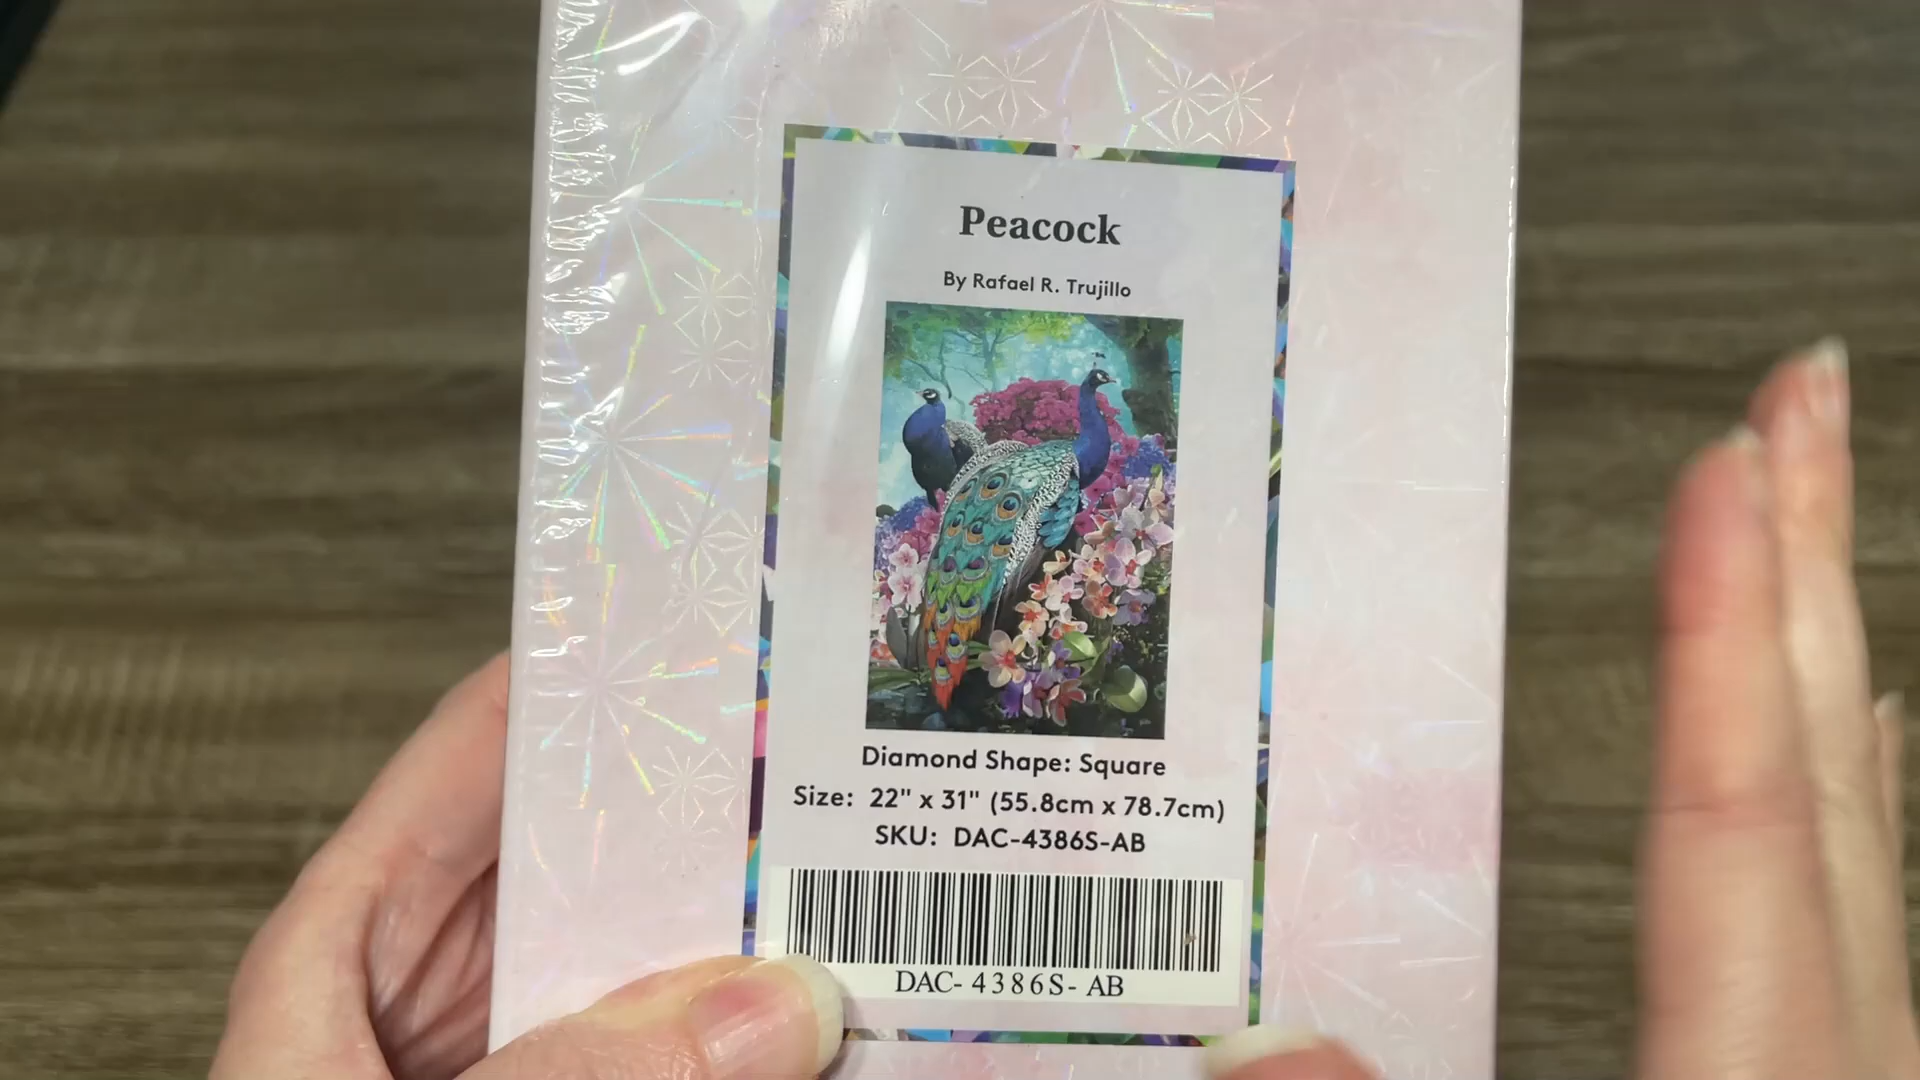 Peacock
By Rafael R. Trujillo
Diamond Shape: Square
Size: 22" x 31" (55.8cm x 78.7cm)
SKU: DAC-4386S-AB
DAC- 4386S- AB